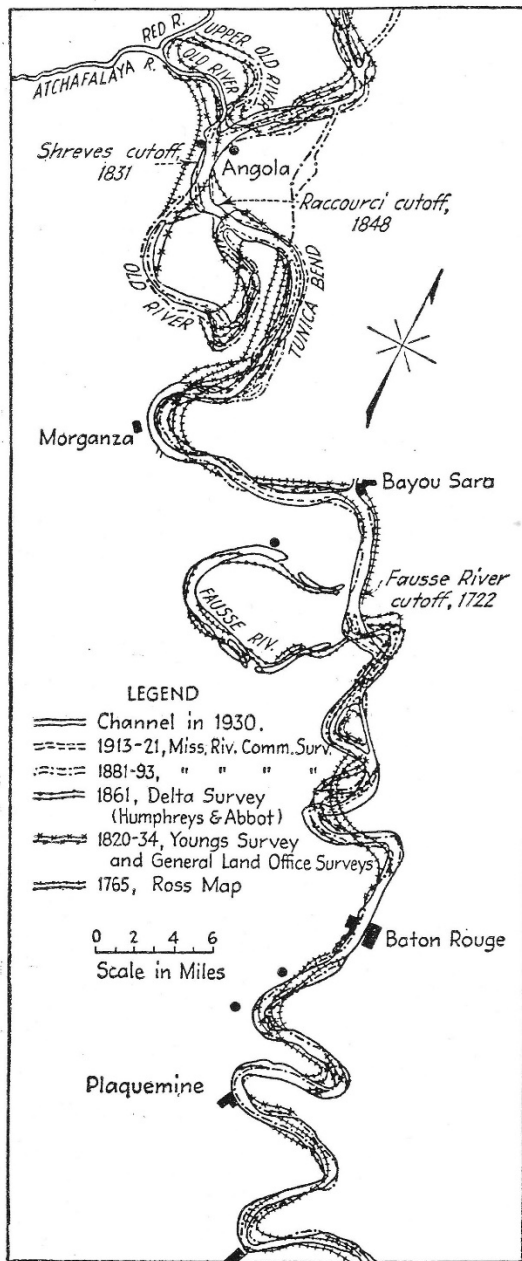 RED R.
UPPER OLD RIVER
OLD RIVER
ATCHAFALAYA R.
Shreves cutoff,
1831
Angola
Raccourci cutoff,
1848
OLD RIVER
TUNICA BEND
Morganza
Bayou Sara
Fausse River
cutoff, 1722
FAUSSE RIV.
LEGEND
Channel in 1930.
1913-21, Miss. Riv. Comm. Surv.
1881-93, " " " "
1861, Delta Survey
(Humphreys & Abbot)
1820-34, Youngs Survey
and General Land Office Surveys
1765, Ross Map
0 2 4 6
Scale in Miles
Baton Rouge
Plaquemine